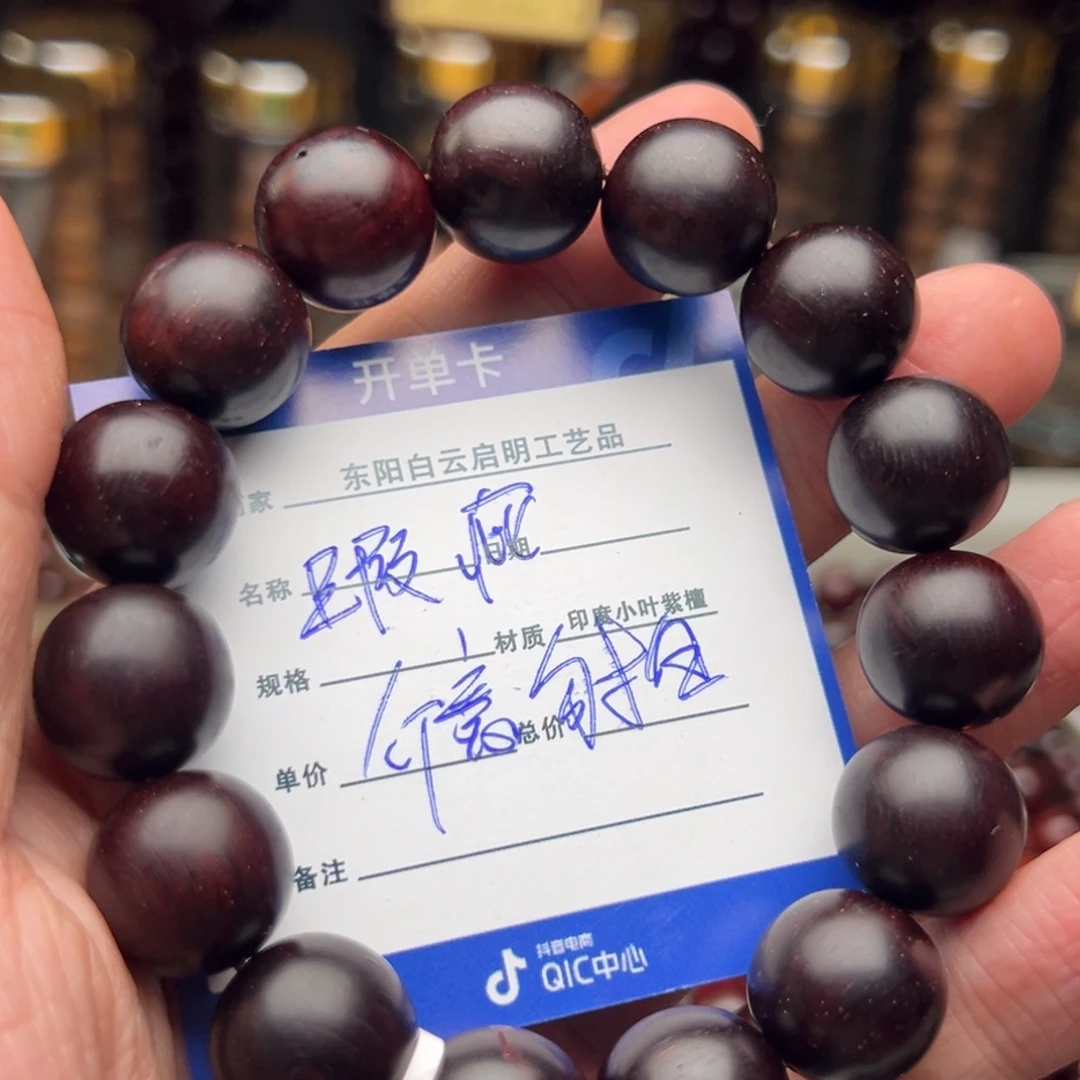 开单卡
家 东阳白云启明工艺品
名称 瑕疵 日期
规格 材质 印度小叶紫檀
单价 总价
备注
抖音电商
QIC中心